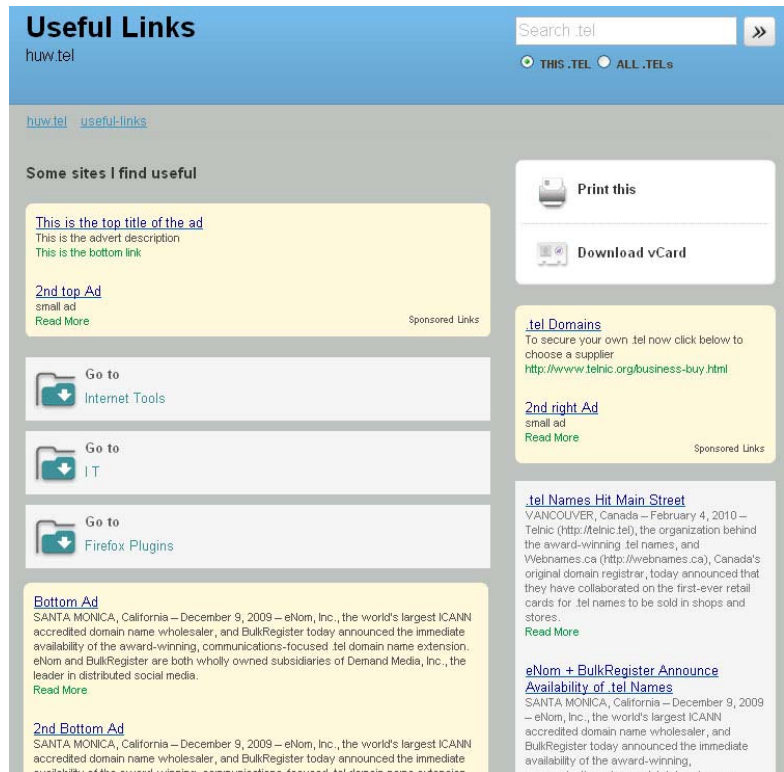 Useful Links
huw.tel
Search .tel
»
THIS .TEL ALL .TELs
huw.tel useful-links
Some sites I find useful
This is the top title of the ad
This is the advert description
This is the bottom link
2nd top Ad
small ad
Read More
Sponsored Links
Go to
Internet Tools
Go to
I T
Go to
Firefox Plugins
Bottom Ad
SANTA MONICA, California – December 9, 2009 – eNom, Inc., the world's largest ICANN
accredited domain name wholesaler, and BulkRegister today announced the immediate
availability of the award-winning, communications-focused .tel domain name extension.
eNom and BulkRegister are both wholly owned subsidiaries of Demand Media, Inc., the
leader in distributed social media.
Read More
2nd Bottom Ad
SANTA MONICA, California – December 9, 2009 – eNom, Inc., the world's largest ICANN
accredited domain name wholesaler, and BulkRegister today announced the immediate
availability of the award-winning, communications-focused .tel domain name extension
Print this
Download vCard
.tel Domains
To secure your own .tel now click below to
choose a supplier
http://www.telnic.org/business-buy.html
2nd right Ad
small ad
Read More
Sponsored Links
.tel Names Hit Main Street
VANCOUVER, Canada – February 4, 2010 –
Telnic (http://telnic.tel), the organization behind
the award-winning .tel names, and
Webnames.ca (http://webnames.ca), Canada's
original domain registrar, today announced that
they have collaborated on the first-ever retail
cards for .tel names to be sold in shops and
stores.
Read More
eNom + BulkRegister Announce
Availability of .tel Names
SANTA MONICA, California – December 9, 2009
– eNom, Inc., the world's largest ICANN
accredited domain name wholesaler, and
BulkRegister today announced the immediate
availability of the award-winning,